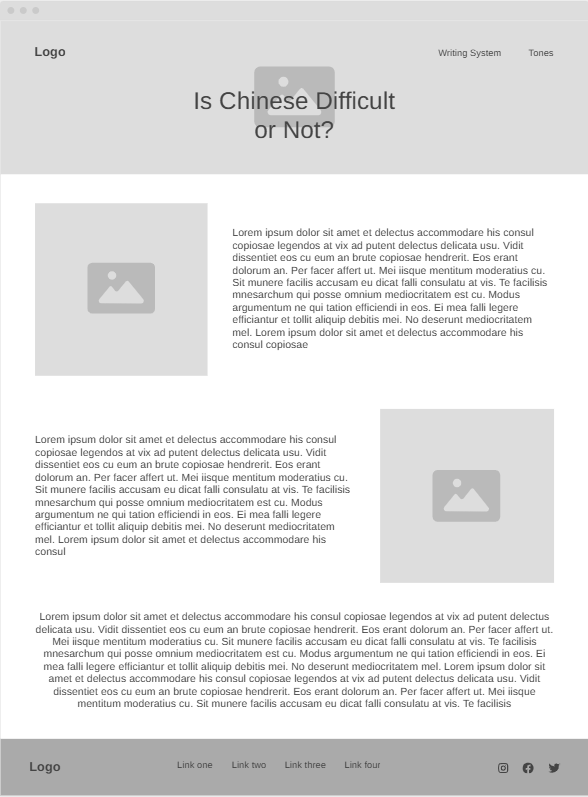 Logo
Writing System
Tones
Is Chinese Difficult
or Not?
Lorem ipsum dolor sit amet et delectus accommodare his consul
copiosae legendos at vix ad putent delectus delicata usu. Vidit
dissentiet eos cu eum an brute copiosae hendrerit. Eos erant
dolorum an. Per facer affert ut. Mei iisque mentitum moderatius cu.
Sit munere facilis accusam eu dicat falli consulatu at vis. Te facilisis
mnesarchum qui posse omnium mediocritatem est cu. Modus
argumentum ne qui tation efficiendi in eos. Ei mea falli legere
efficiantur et tollit aliquip debitis mei. No deserunt mediocritatem
mel. Lorem ipsum dolor sit amet et delectus accommodare his
consul copiosae
Lorem ipsum dolor sit amet et delectus accommodare his consul
copiosae legendos at vix ad putent delectus delicata usu. Vidit
dissentiet eos cu eum an brute copiosae hendrerit. Eos erant
dolorum an. Per facer affert ut. Mei iisque mentitum moderatius cu.
Sit munere facilis accusam eu dicat falli consulatu at vis. Te facilisis
mnesarchum qui posse omnium mediocritatem est cu. Modus
argumentum ne qui tation efficiendi in eos. Ei mea falli legere
efficiantur et tollit aliquip debitis mei. No deserunt mediocritatem
mel. Lorem ipsum dolor sit amet et delectus accommodare his
consul
Lorem ipsum dolor sit amet et delectus accommodare his consul copiosae legendos at vix ad putent delectus
delicata usu. Vidit dissentiet eos cu eum an brute copiosae hendrerit. Eos erant dolorum an. Per facer affert ut.
Mei iisque mentitum moderatius cu. Sit munere facilis accusam eu dicat falli consulatu at vis. Te facilisis
mnesarchum qui posse omnium mediocritatem est cu. Modus argumentum ne qui tation efficiendi in eos. Ei
mea falli legere efficiantur et tollit aliquip debitis mei. No deserunt mediocritatem mel. Lorem ipsum dolor sit
amet et delectus accommodare his consul copiosae legendos at vix ad putent delectus delicata usu. Vidit
dissentiet eos cu eum an brute copiosae hendrerit. Eos erant dolorum an. Per facer affert ut. Mei iisque
mentitum moderatius cu. Sit munere facilis accusam eu dicat falli consulatu at vis. Te facilisis
Logo
Link one
Link two
Link three
Link four